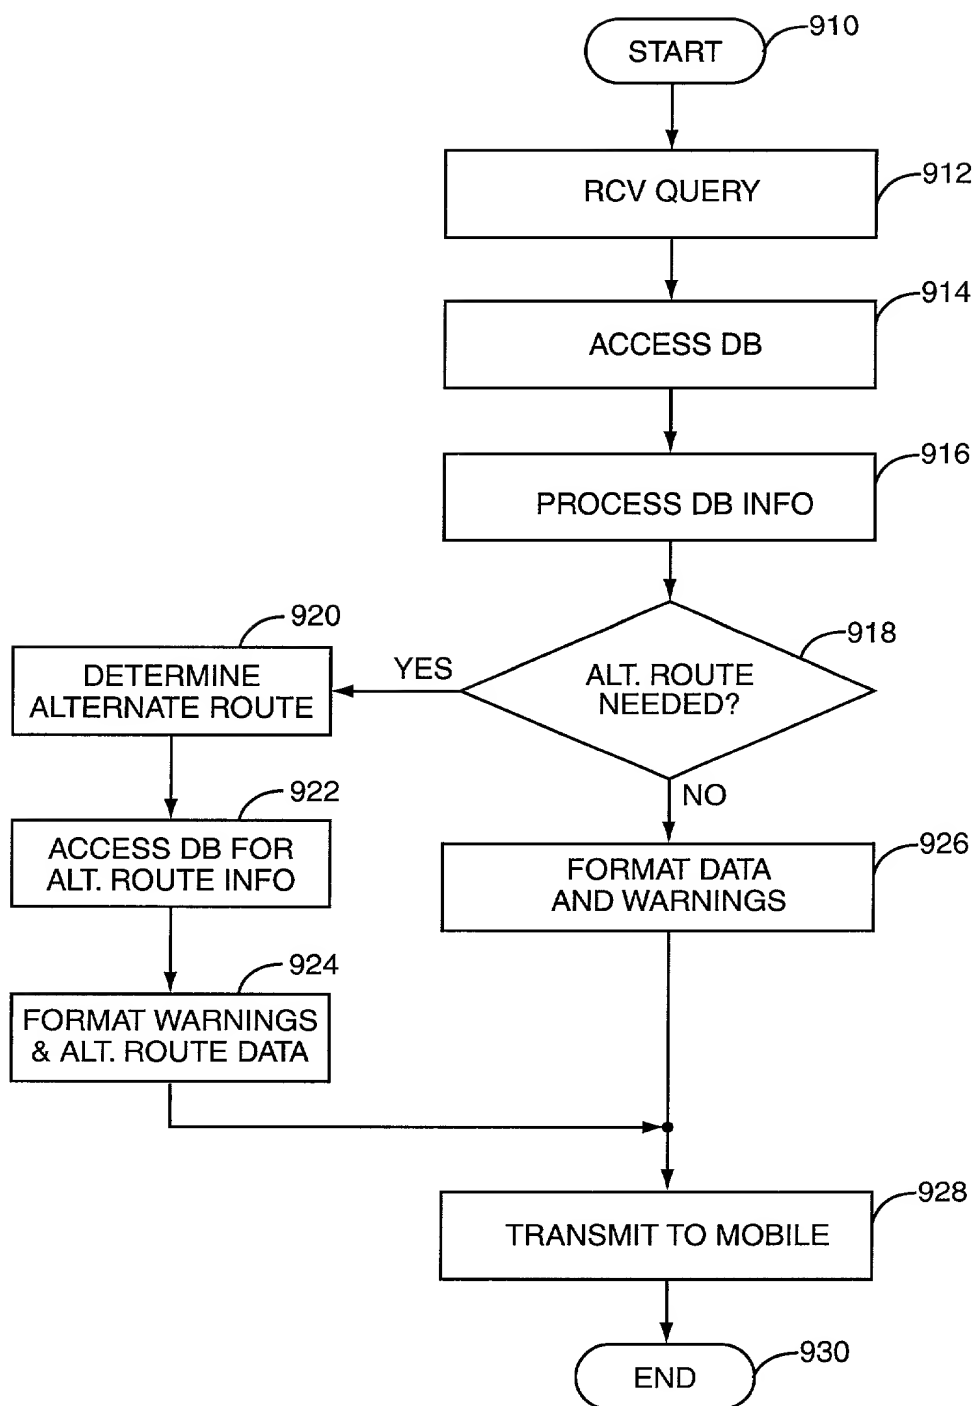 910
START
912
RCV QUERY
914
ACCESS DB
916
PROCESS DB INFO
918
ALT. ROUTE
NEEDED?
YES
920
DETERMINE
ALTERNATE ROUTE
922
ACCESS DB FOR
ALT. ROUTE INFO
924
FORMAT WARNINGS
& ALT. ROUTE DATA
NO
926
FORMAT DATA
AND WARNINGS
928
TRANSMIT TO MOBILE
930
END